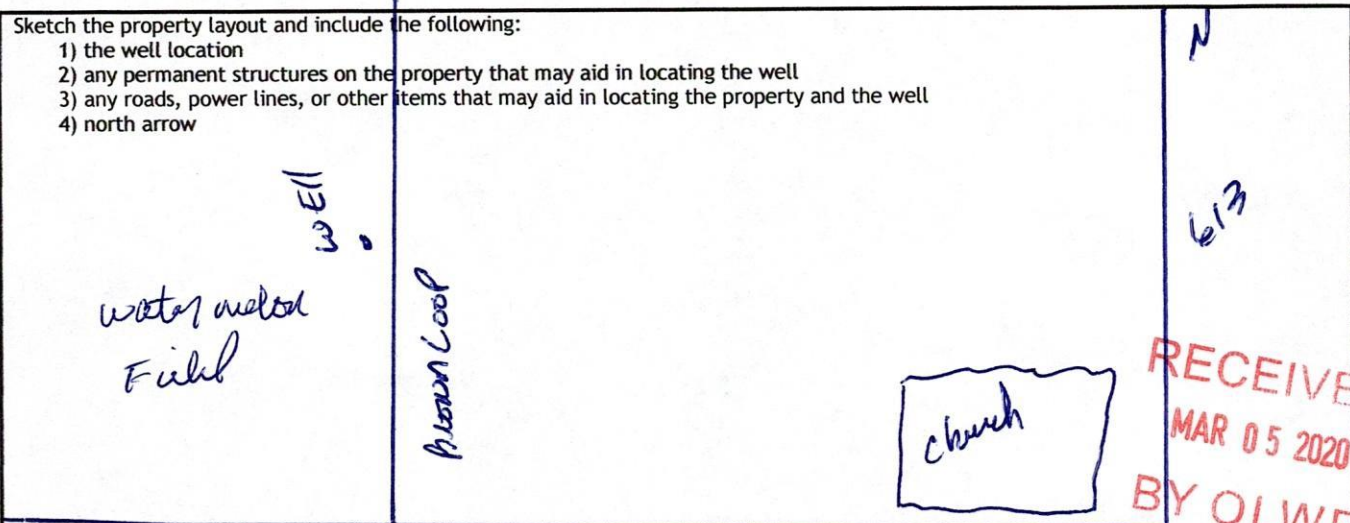 Sketch the property layout and include the following:
1) the well location
2) any permanent structures on the property that may aid in locating the well
3) any roads, power lines, or other items that may aid in locating the property and the well
4) north arrow
N
WEll
613
water melon
Field
Brown Loop
church
RECEIVE
MAR 05 2020
BY OLWR